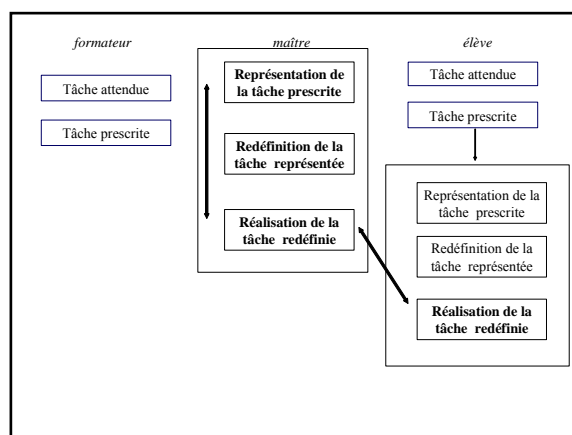 formateur
maître
élève
Tâche attendue
Tâche prescrite
Représentation de
la tâche prescrite
Redéfinition de la
tâche représentée
Réalisation de la
tâche redéfinie
Tâche attendue
Tâche prescrite
Représentation de la
tâche prescrite
Redéfinition de la
tâche représentée
Réalisation de la
tâche redéfinie